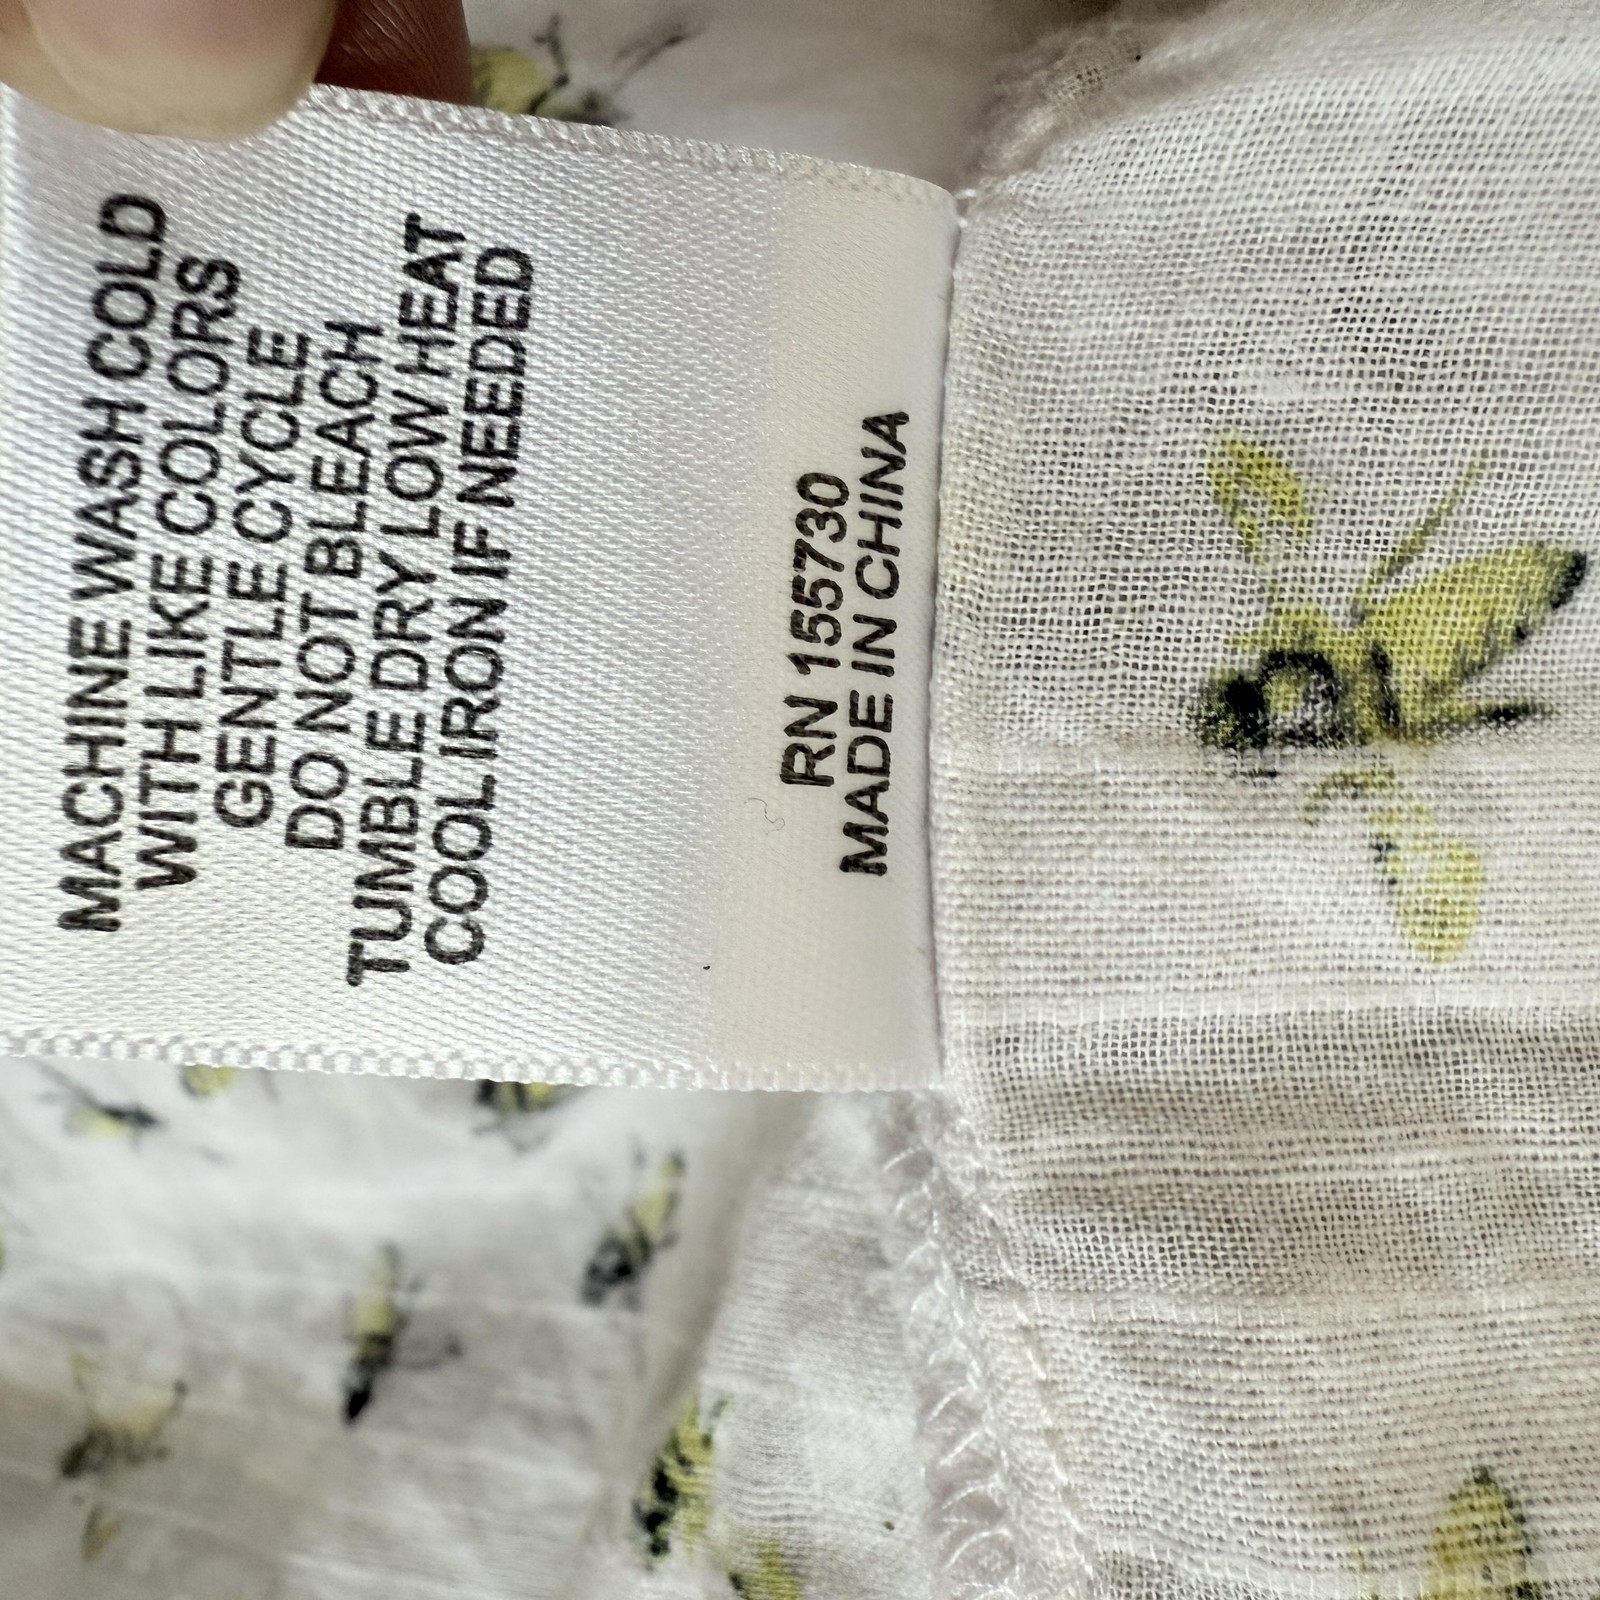 MACHINE WASH COLD
WITH LIKE COLORS
GENTLE CYCLE
DO NOT BLEACH
TUMBLE DRY LOW HEAT
COOL IRON IF NEEDED
RN 155730
MADE IN CHINA